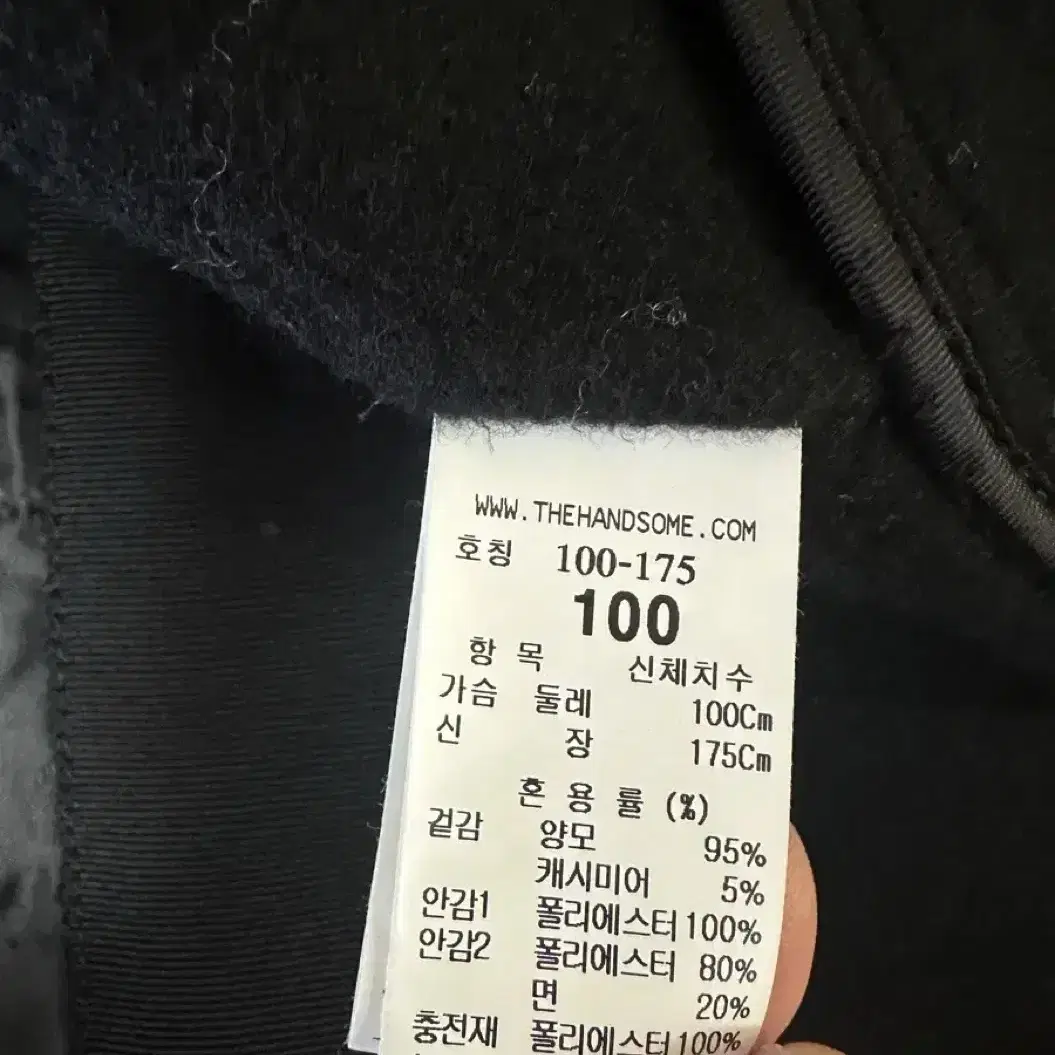 WWW.THEHANDSOME.COM
호칭 100-175
100
항 목 신체치수
가슴 둘레 100Cm
신 장 175Cm
혼 용 률 (%)
겉감 양모 95%
캐시미어 5%
안감1 폴리에스터 100%
안감2 폴리에스터 80%
면 20%
충전재 폴리에스터 100%